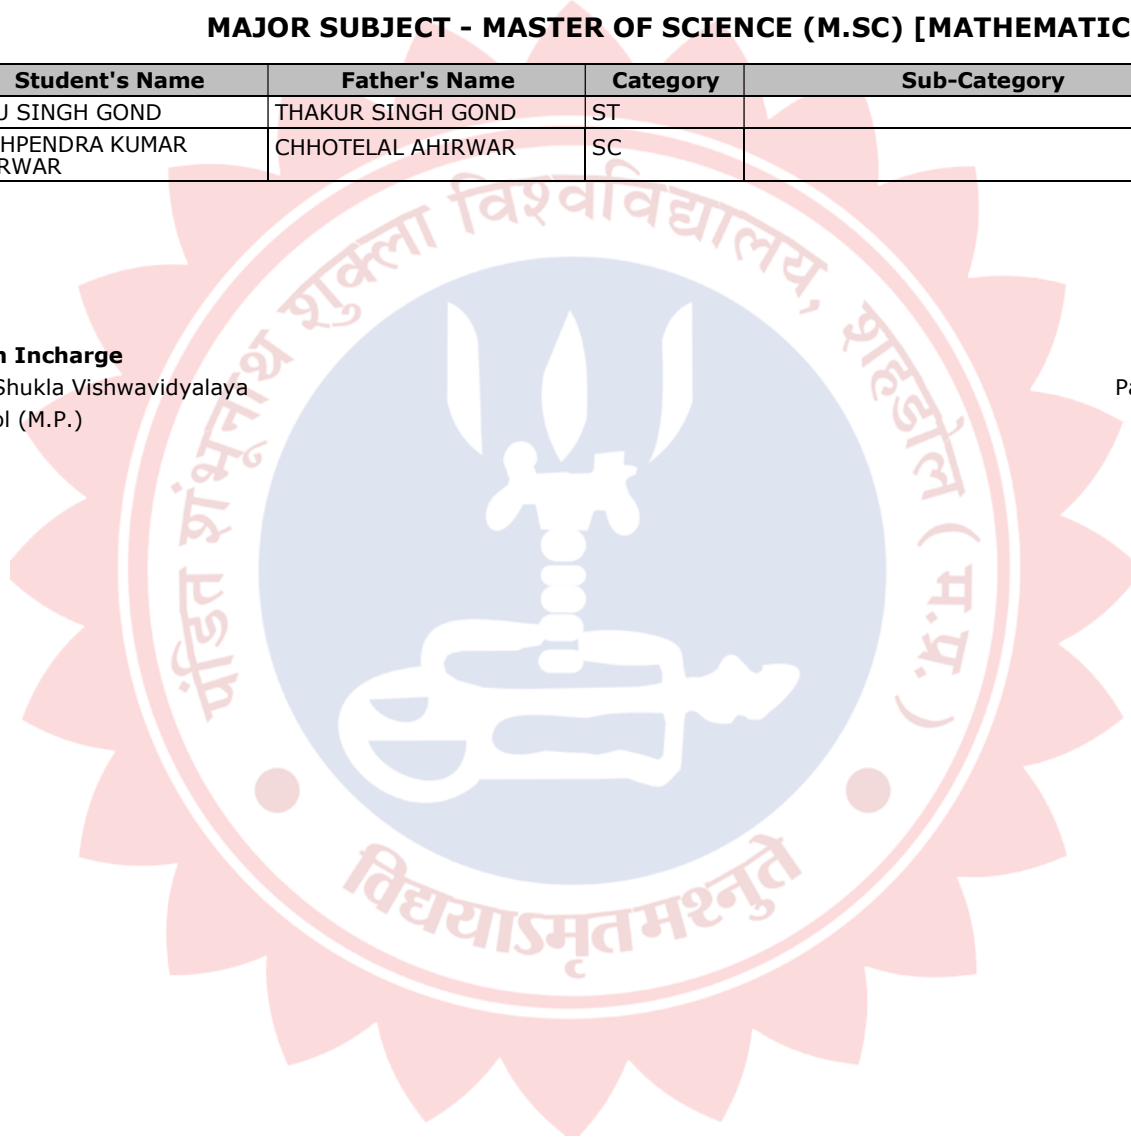 MAJOR SUBJECT - MASTER OF SCIENCE (M.SC) [MATHEMATIC
Student's Name Father's Name Category Sub-Category
U SINGH GOND THAKUR SINGH GOND ST
HPENDRA KUMAR CHHOTELAL AHIRWAR SC
RWAR
n Incharge
Shukla Vishwavidyalaya Pa
ol (M.P.)
पंडित शंभूनाथ शुक्ला विश्वविद्यालय, शहडोल (म.प्र.)
विद्ययाऽमृतमश्नुते